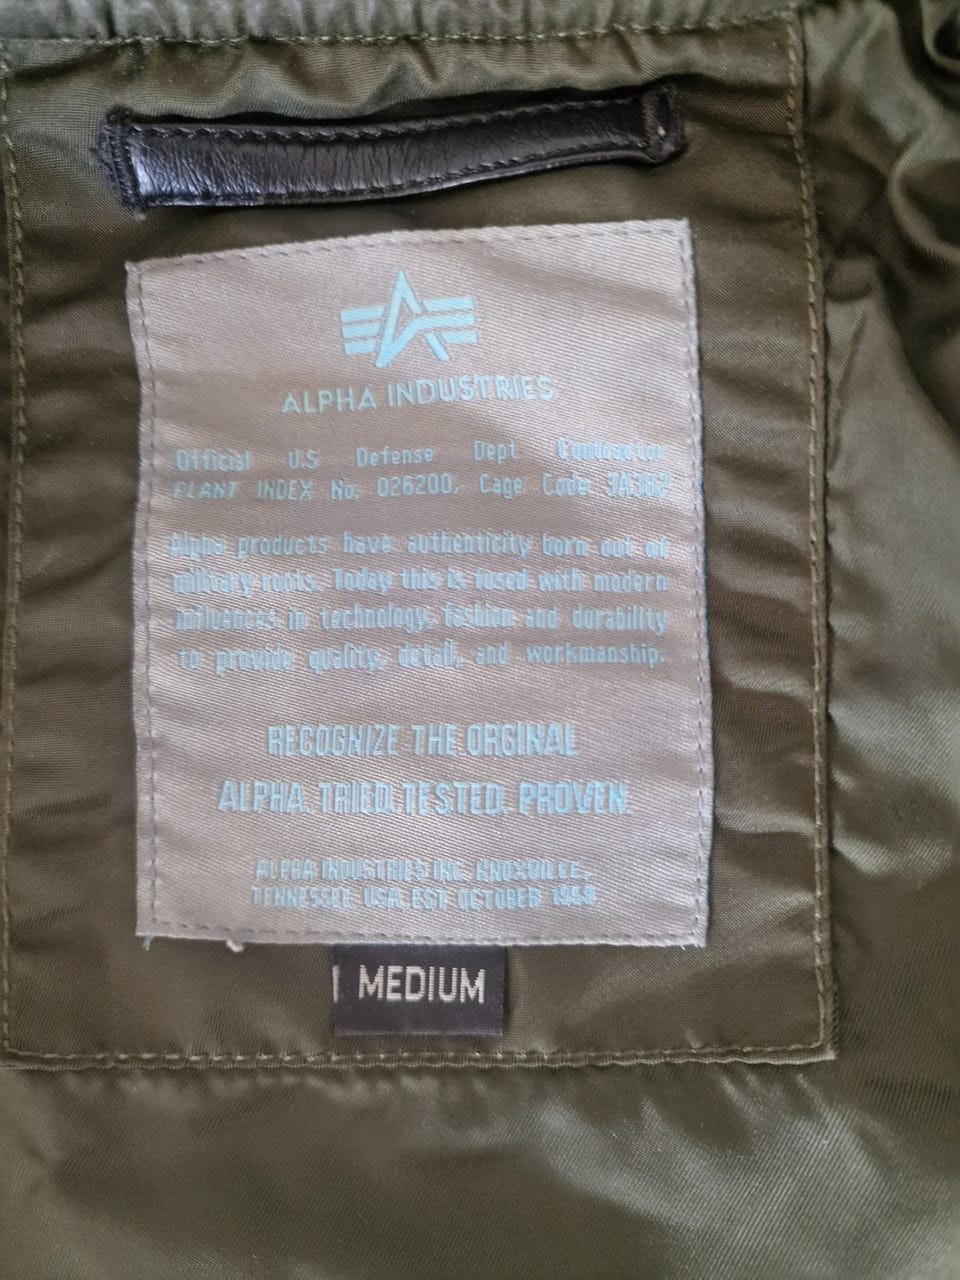 ALPHA INDUSTRIES
Official U.S Defense Dept Contractor
PLANT INDEX No. 026200, Cage Code 3A382
Alpha products have authenticity born out of
military roots. Today this is fused with modern
influences in technology, fashion and durability
to provide quality, detail, and workmanship.
RECOGNIZE THE ORGINAL
ALPHA. TRIED. TESTED. PROVEN.
ALPHA INDUSTRIES INC. KNOXVILLE,
TENNESSEE USA EST OCTOBER 1959
MEDIUM